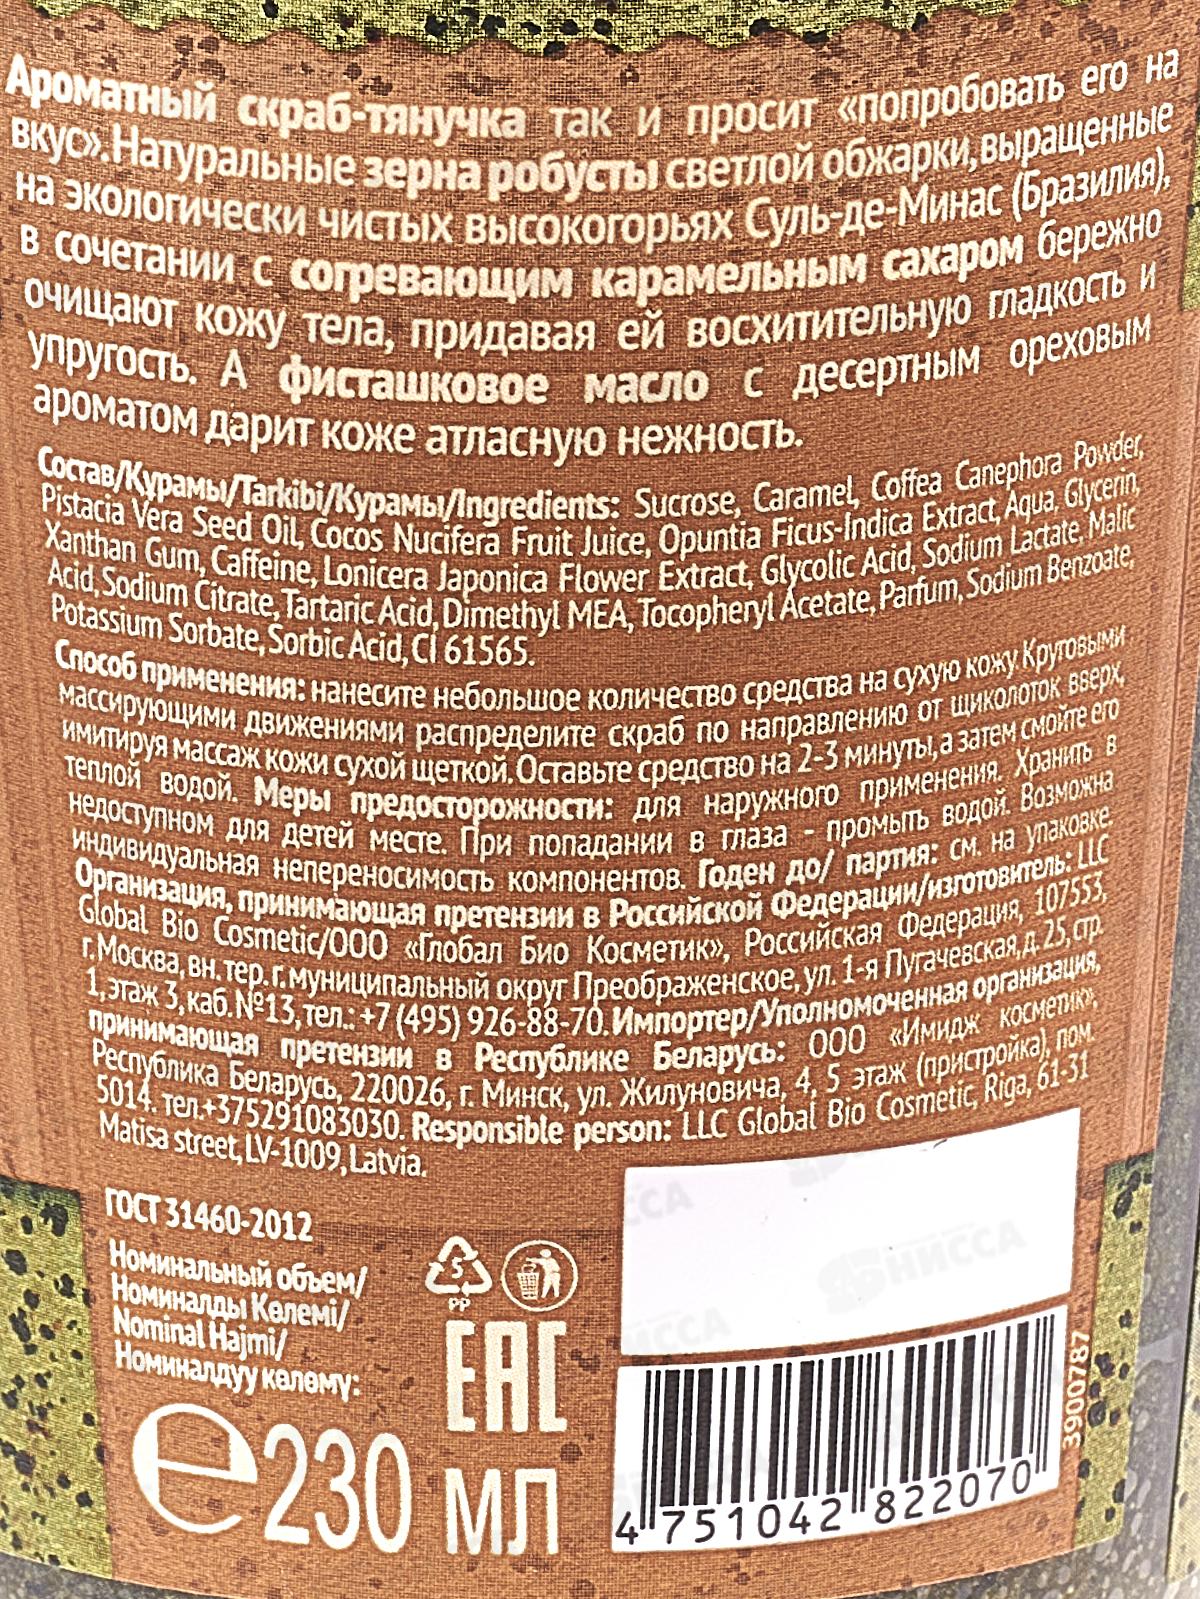 Ароматный скраб-тянучка так и просит «попробовать его на
вкус». Натуральные зерна робусты светлой обжарки, выращенные
на экологически чистых высокогорьях Суль-де-Минас (Бразилия),
в сочетании с согревающим карамельным сахаром бережно
очищают кожу тела, придавая ей восхитительную гладкость и
упругость. А фисташковое масло с десертным ореховым
ароматом дарит коже атласную нежность.
Состав/Құрамы/Tarkibi/Курамы/Ingredients: Sucrose, Caramel, Coffea Canephora Powder,
Pistacia Vera Seed Oil, Cocos Nucifera Fruit Juice, Opuntia Ficus-Indica Extract, Aqua, Glycerin,
Xanthan Gum, Caffeine, Lonicera Japonica Flower Extract, Glycolic Acid, Sodium Lactate, Malic
Acid, Sodium Citrate, Tartaric Acid, Dimethyl MEA, Tocopheryl Acetate, Parfum, Sodium Benzoate,
Potassium Sorbate, Sorbic Acid, CI 61565.
Способ применения: нанесите небольшое количество средства на сухую кожу. Круговыми
массирующими движениями распределите скраб по направлению от щиколоток вверх,
имитируя массаж кожи сухой щеткой. Оставьте средство на 2-3 минуты, а затем смойте его
теплой водой. Меры предосторожности: для наружного применения. Хранить в
недоступном для детей месте. При попадании в глаза - промыть водой. Возможна
индивидуальная непереносимость компонентов. Годен до/ партия: см. на упаковке.
Организация, принимающая претензии в Российской Федерации/изготовитель: LLC
Global Bio Cosmetic/ООО «Глобал Био Косметик», Российская Федерация, 107553,
г. Москва, вн. тер. г. муниципальный округ Преображенское, ул. 1-я Пугачевская, д. 25, стр.
1, этаж 3, каб. №13, тел.: +7 (495) 926-88-70. Импортер/Уполномоченная организация,
принимающая претензии в Республике Беларусь: ООО «Имидж косметик»,
Республика Беларусь, 220026, г. Минск, ул. Жилуновича, 4, 5 этаж (пристройка), пом.
5014. тел.+375291083030. Responsible person: LLC Global Bio Cosmetic, Riga, 61-31
Matisa street, LV-1009, Latvia.
ГОСТ 31460-2012
Номинальный объем/
Номиналды Көлемі/
Nominal Hajmi/
Номиналдуу көлөмү:
5
PP
EAC
℮230 МЛ
НИССА
3900787
4 751042 822070